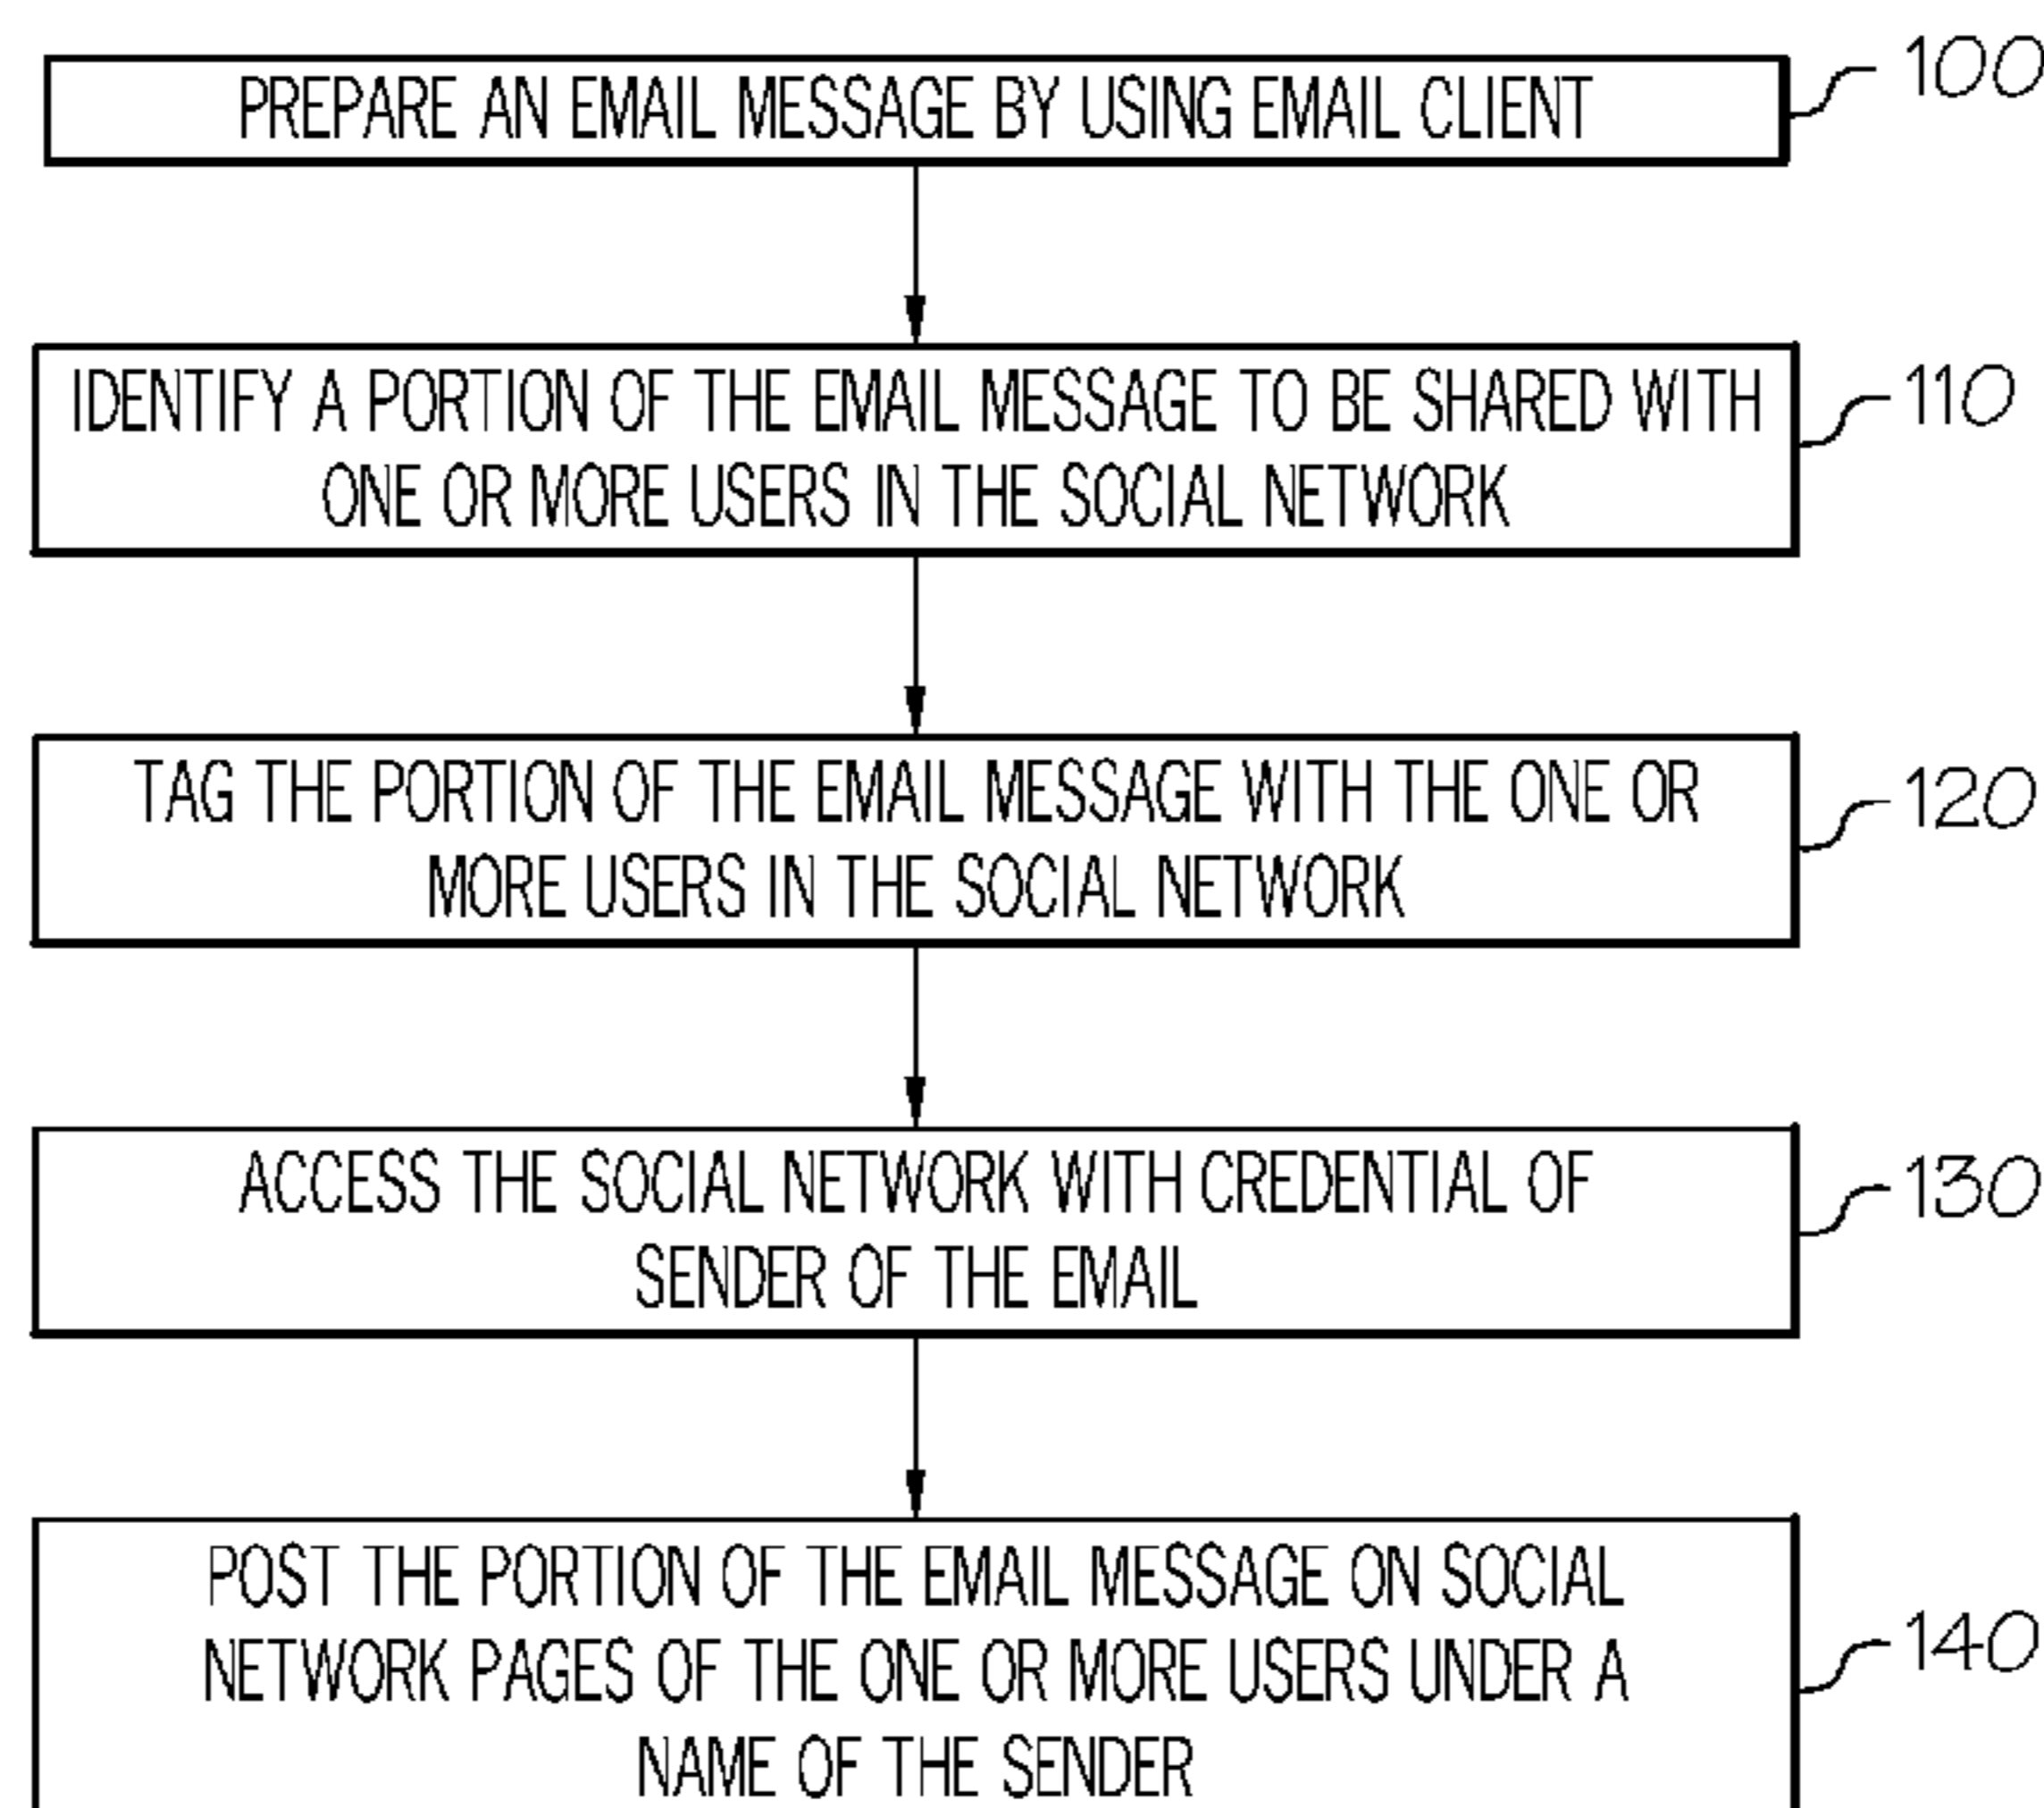 PREPARE AN EMAIL MESSAGE BY USING EMAIL CLIENT
100
IDENTIFY A PORTION OF THE EMAIL MESSAGE TO BE SHARED WITH
ONE OR MORE USERS IN THE SOCIAL NETWORK
110
TAG THE PORTION OF THE EMAIL MESSAGE WITH THE ONE OR
MORE USERS IN THE SOCIAL NETWORK
120
ACCESS THE SOCIAL NETWORK WITH CREDENTIAL OF
SENDER OF THE EMAIL
130
POST THE PORTION OF THE EMAIL MESSAGE ON SOCIAL
NETWORK PAGES OF THE ONE OR MORE USERS UNDER A
NAME OF THE SENDER
140